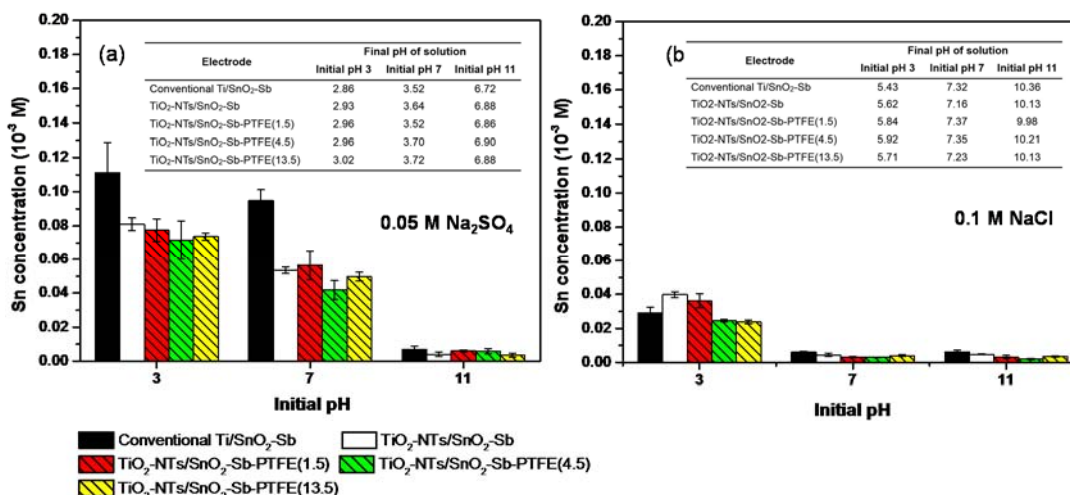 (a)
Electrode
Final pH of solution
Initial pH 3 Initial pH 7 Initial pH 11
Conventional Ti/SnO₂-Sb 2.86 3.52 6.72
TiO₂-NTs/SnO₂-Sb 2.93 3.64 6.88
TiO₂-NTs/SnO₂-Sb-PTFE(1.5) 2.96 3.52 6.86
TiO₂-NTs/SnO₂-Sb-PTFE(4.5) 2.96 3.70 6.90
TiO₂-NTs/SnO₂-Sb-PTFE(13.5) 3.02 3.72 6.88
0.05 M Na₂SO₄
Sn concentration (10⁻³ M)
0.20
0.18
0.16
0.14
0.12
0.10
0.08
0.06
0.04
0.02
0.00
3 7 11
Initial pH
(b)
Electrode
Final pH of solution
Initial pH 3 Initial pH 7 Initial pH 11
Conventional Ti/SnO₂-Sb 5.43 7.32 10.36
TiO2-NTs/SnO2-Sb 5.62 7.16 10.13
TiO2-NTs/SnO2-Sb-PTFE(1.5) 5.84 7.37 9.98
TiO2-NTs/SnO2-Sb-PTFE(4.5) 5.92 7.35 10.21
TiO2-NTs/SnO2-Sb-PTFE(13.5) 5.71 7.23 10.13
0.1 M NaCl
Sn concentration (10⁻³ M)
0.20
0.18
0.16
0.14
0.12
0.10
0.08
0.06
0.04
0.02
0.00
3 7 11
Initial pH
Conventional Ti/SnO₂-Sb TiO₂-NTs/SnO₂-Sb
TiO₂-NTs/SnO₂-Sb-PTFE(1.5) TiO₂-NTs/SnO₂-Sb-PTFE(4.5)
TiO₂-NTs/SnO₂-Sb-PTFE(13.5)